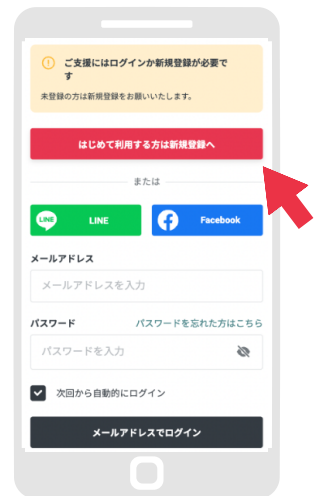 ご支援にはログインか新規登録が必要で
す
未登録の方は新規登録をお願いいたします。
はじめて利用する方は新規登録へ
または
LINE LINE
Facebook
メールアドレス
メールアドレスを入力
パスワード パスワードを忘れた方はこちら
パスワードを入力
次回から自動的にログイン
メールアドレスでログイン